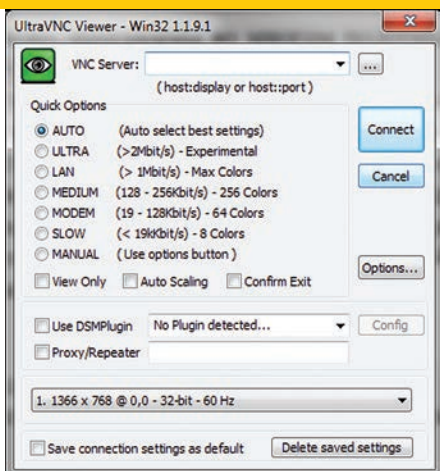 UltraVNC Viewer - Win32 1.1.9.1
VNC Server:
...
(host:display or host::port)
Quick Options
AUTO (Auto select best settings)
Connect
ULTRA (>2Mbit/s) - Experimental
LAN (> 1Mbit/s) - Max Colors
Cancel
MEDIUM (128 - 256Kbit/s) - 256 Colors
MODEM (19 - 128Kbit/s) - 64 Colors
SLOW (< 19kKbit/s) - 8 Colors
MANUAL (Use options button )
Options...
View Only Auto Scaling Confirm Exit
Use DSMPlugin No Plugin detected... Config
Proxy/Repeater
1. 1366 x 768 @ 0,0 - 32-bit - 60 Hz
Save connection settings as default Delete saved settings